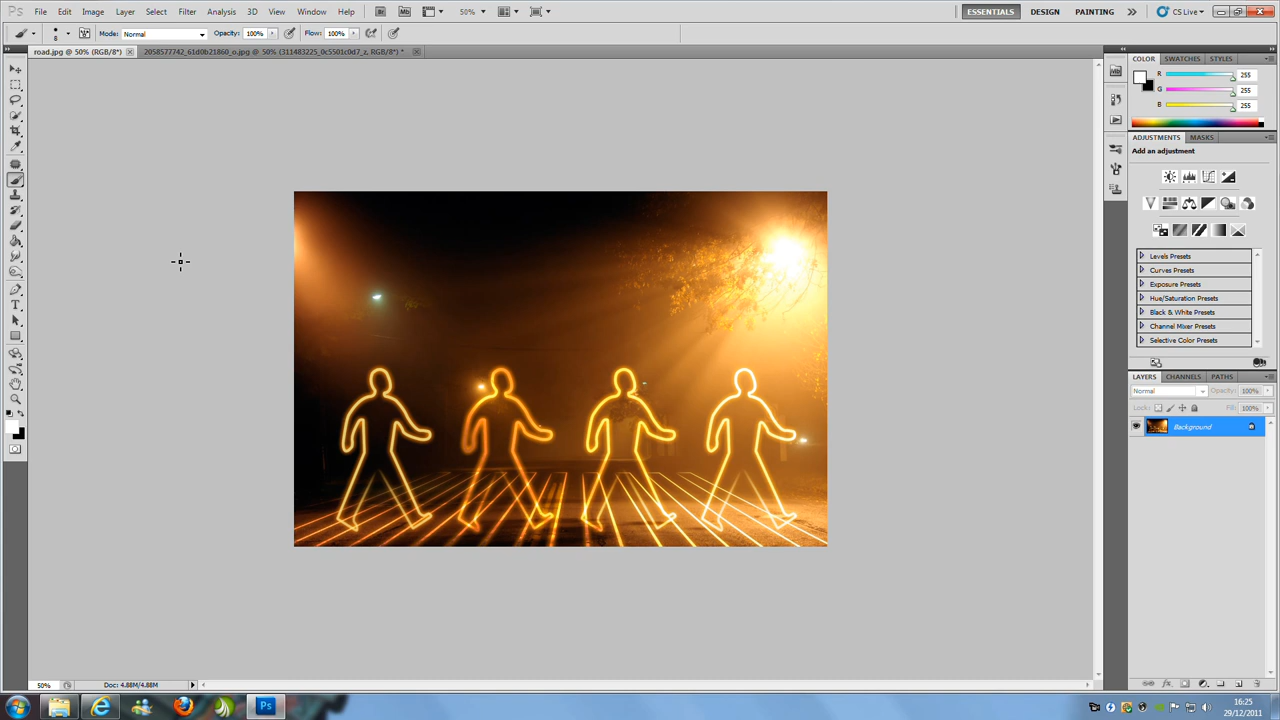 Ps File Edit Image Layer Select Filter Analysis 3D View Window Help Br Mb 50% ESSENTIALS DESIGN PAINTING CS Live
8 Mode: Normal Opacity: 100% Flow: 100%
road.jpg @ 50% (RGB/8*) 2058577742_61d0b21860_o.jpg @ 50% (311483225_0c5501c0d7_z, RGB/8*) *
COLOR SWATCHES STYLES
R 255
G 255
B 255
ADJUSTMENTS MASKS
Add an adjustment
Levels Presets
Curves Presets
Exposure Presets
Hue/Saturation Presets
Black & White Presets
Channel Mixer Presets
Selective Color Presets
LAYERS CHANNELS PATHS
Normal Opacity: 100%
Lock: Fill: 100%
Background
50% Doc: 4.88M/4.88M
Ps
16:25
29/12/2011